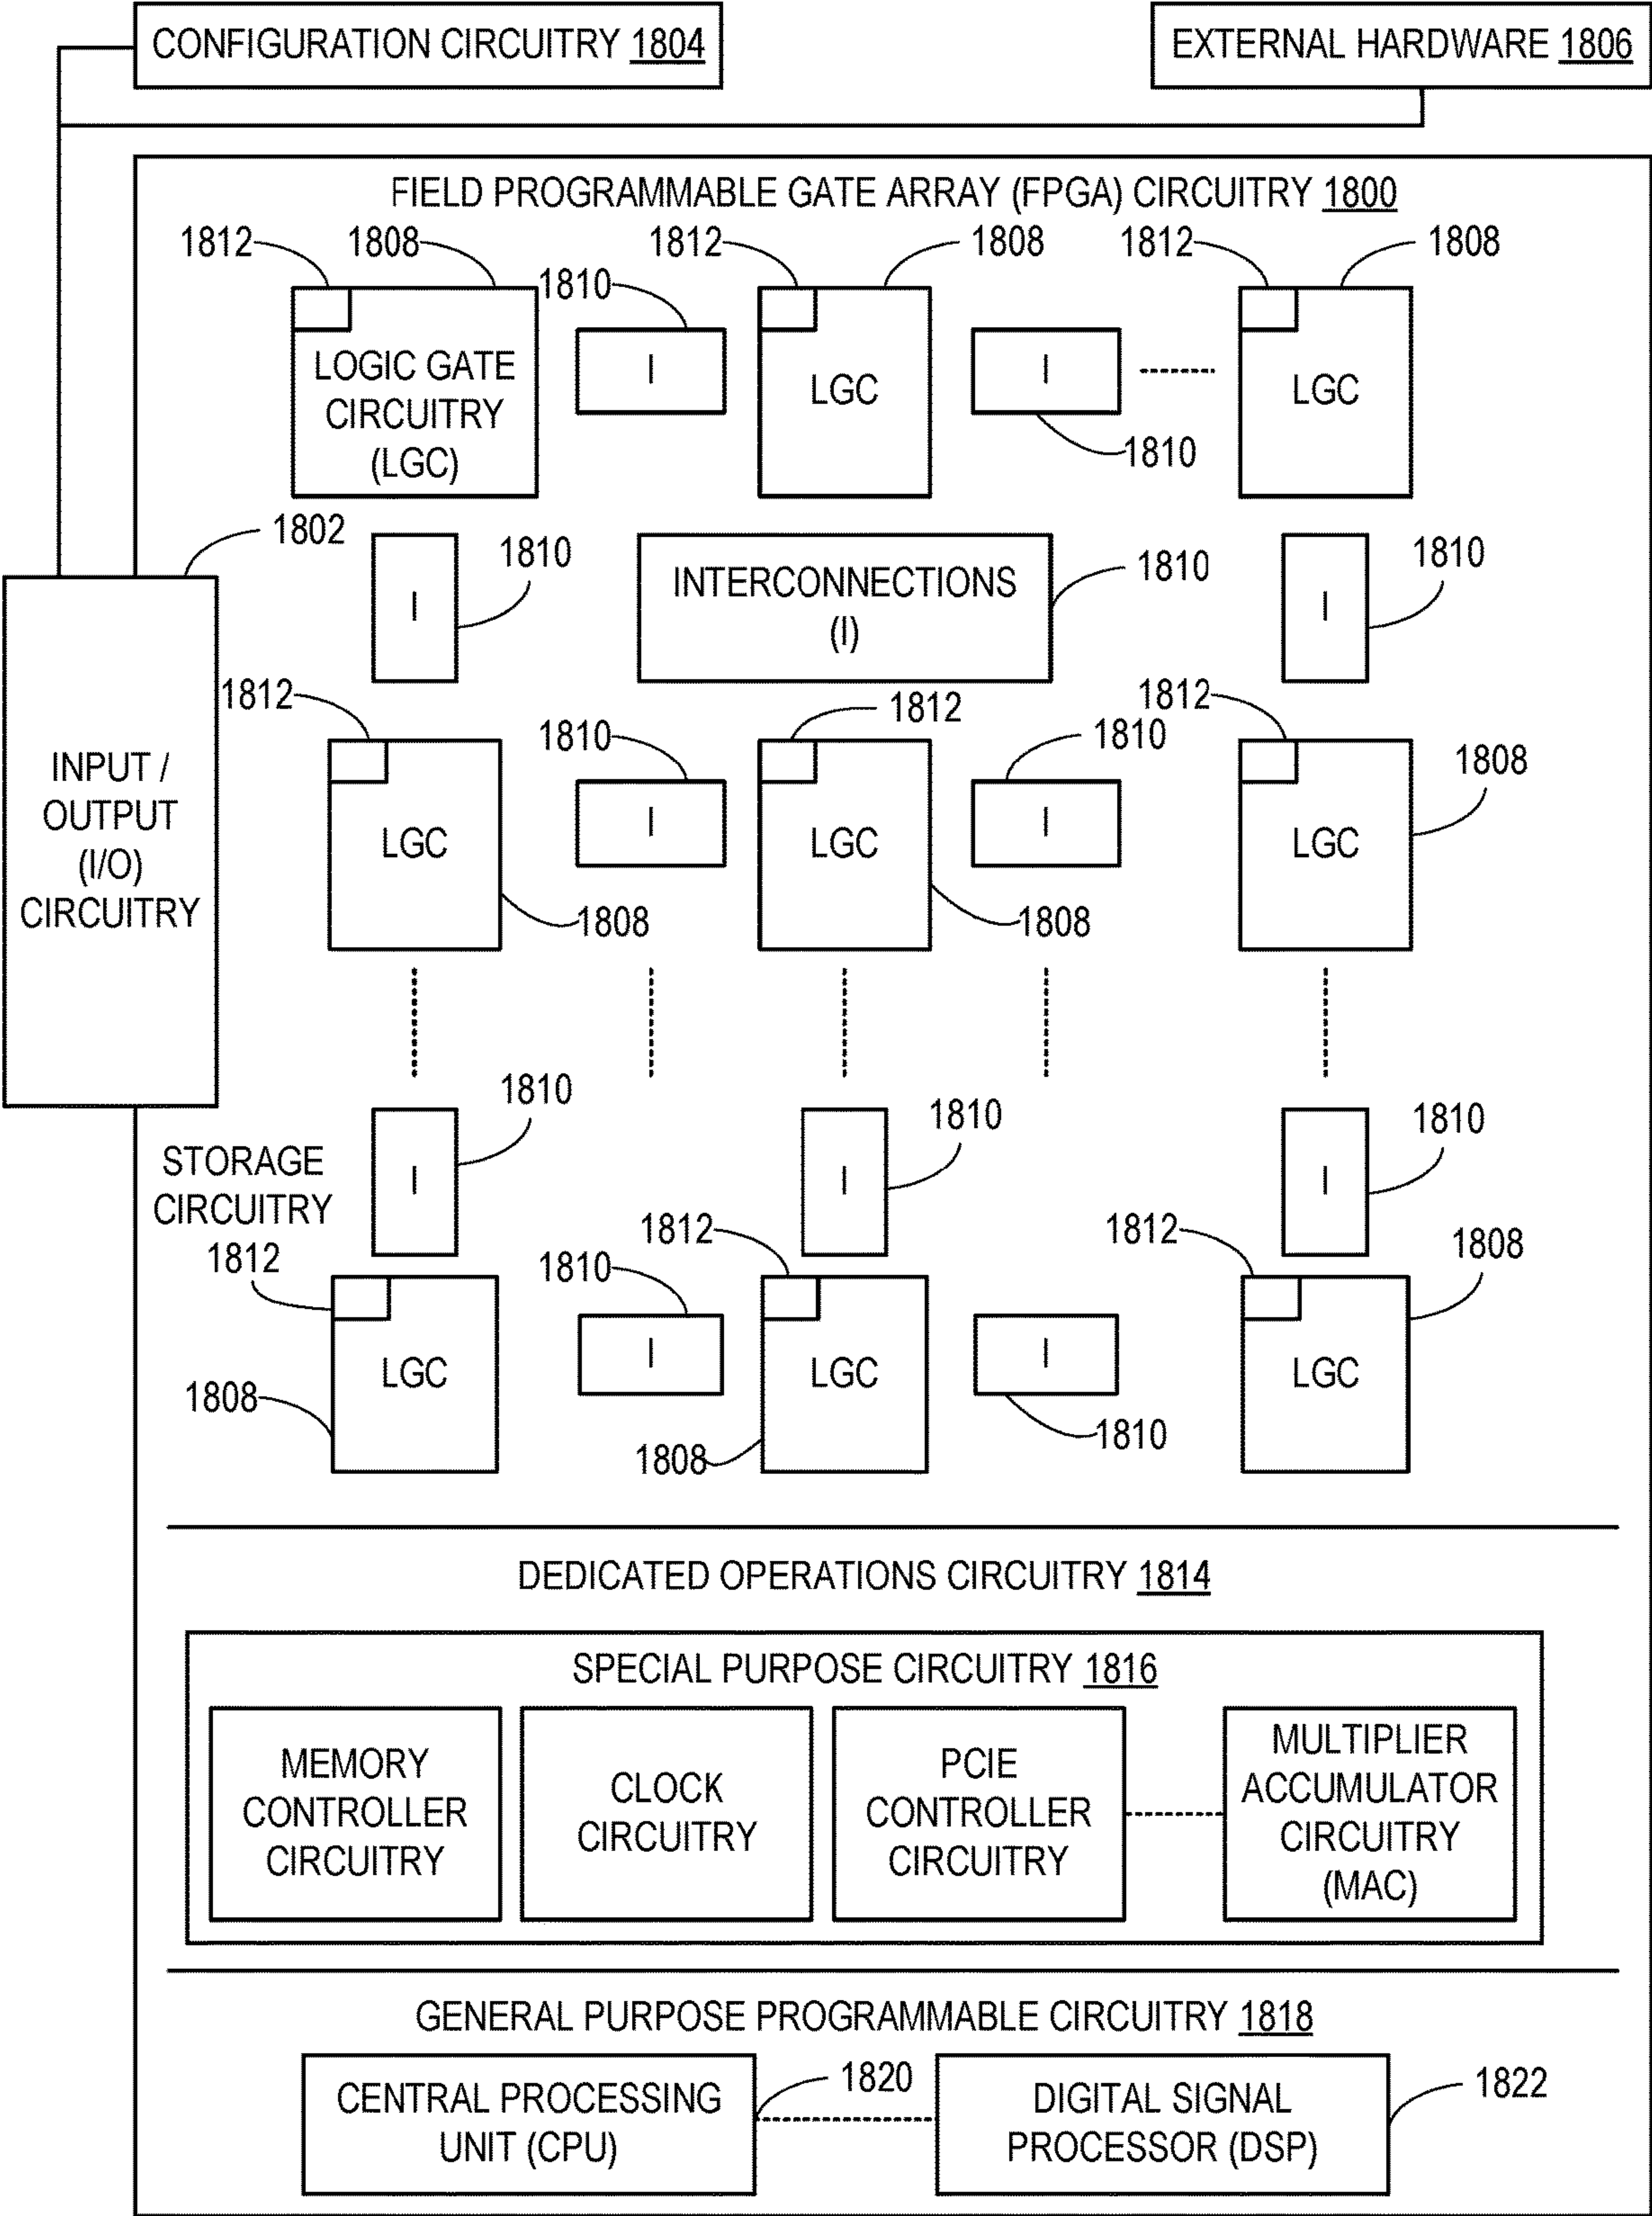 CONFIGURATION CIRCUITRY 1804
EXTERNAL HARDWARE 1806
FIELD PROGRAMMABLE GATE ARRAY (FPGA) CIRCUITRY 1800
1812
1808
1812
1808
1812
1808
1810
LOGIC GATE
CIRCUITRY
(LGC)
I
LGC
I
LGC
1810
1802
1810
I
INTERCONNECTIONS
(I)
1810
1810
I
1812
1812
1812
1810
1810
1808
INPUT /
OUTPUT
(I/O)
CIRCUITRY
LGC
I
LGC
I
LGC
1808
1808
1810
1810
1810
STORAGE
CIRCUITRY
I
I
I
1812
1812
1812
1808
1810
LGC
I
LGC
I
LGC
1808
1808
1810
DEDICATED OPERATIONS CIRCUITRY 1814
SPECIAL PURPOSE CIRCUITRY 1816
MEMORY
CONTROLLER
CIRCUITRY
CLOCK
CIRCUITRY
PCIE
CONTROLLER
CIRCUITRY
MULTIPLIER
ACCUMULATOR
CIRCUITRY
(MAC)
GENERAL PURPOSE PROGRAMMABLE CIRCUITRY 1818
CENTRAL PROCESSING
UNIT (CPU)
1820
DIGITAL SIGNAL
PROCESSOR (DSP)
1822